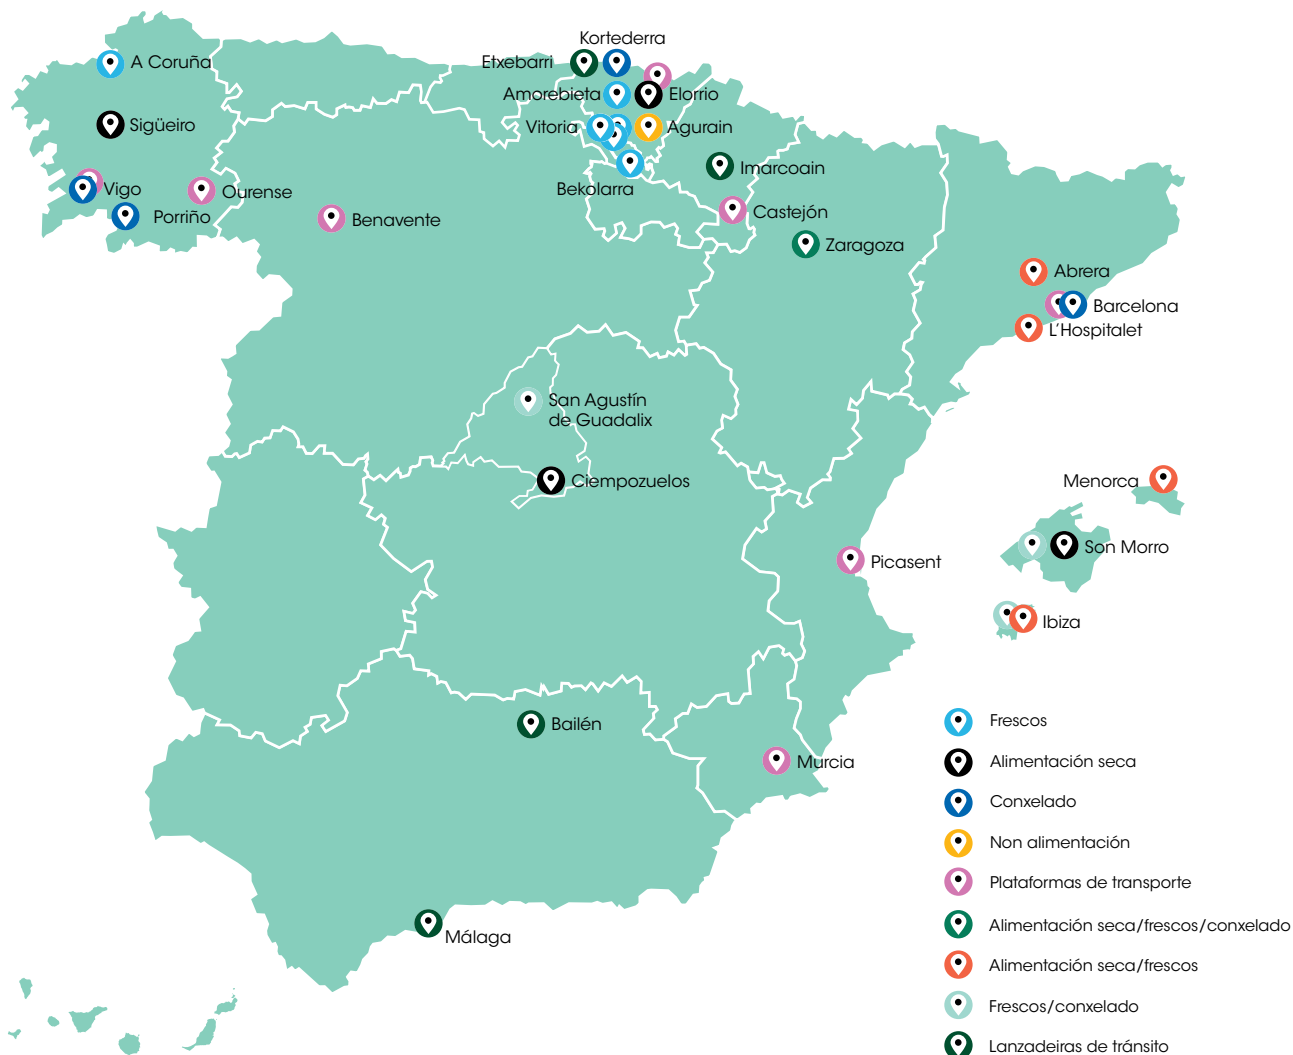 Kortederra
A Coruña
Etxebarri
Amorebieta
Elorrio
Sigüeiro
Vitoria
Agurain
Imarcoain
Vigo
Ourense
Bekolarra
Porriño
Benavente
Castejón
Zaragoza
Abrera
Barcelona
L'Hospitalet
San Agustín
de Guadalix
Ciempozuelos
Menorca
Son Morro
Picasent
Ibiza
Bailén
Murcia
Málaga
Frescos
Alimentación seca
Conxelado
Non alimentación
Plataformas de transporte
Alimentación seca/frescos/conxelado
Alimentación seca/frescos
Frescos/conxelado
Lanzadeiras de tránsito